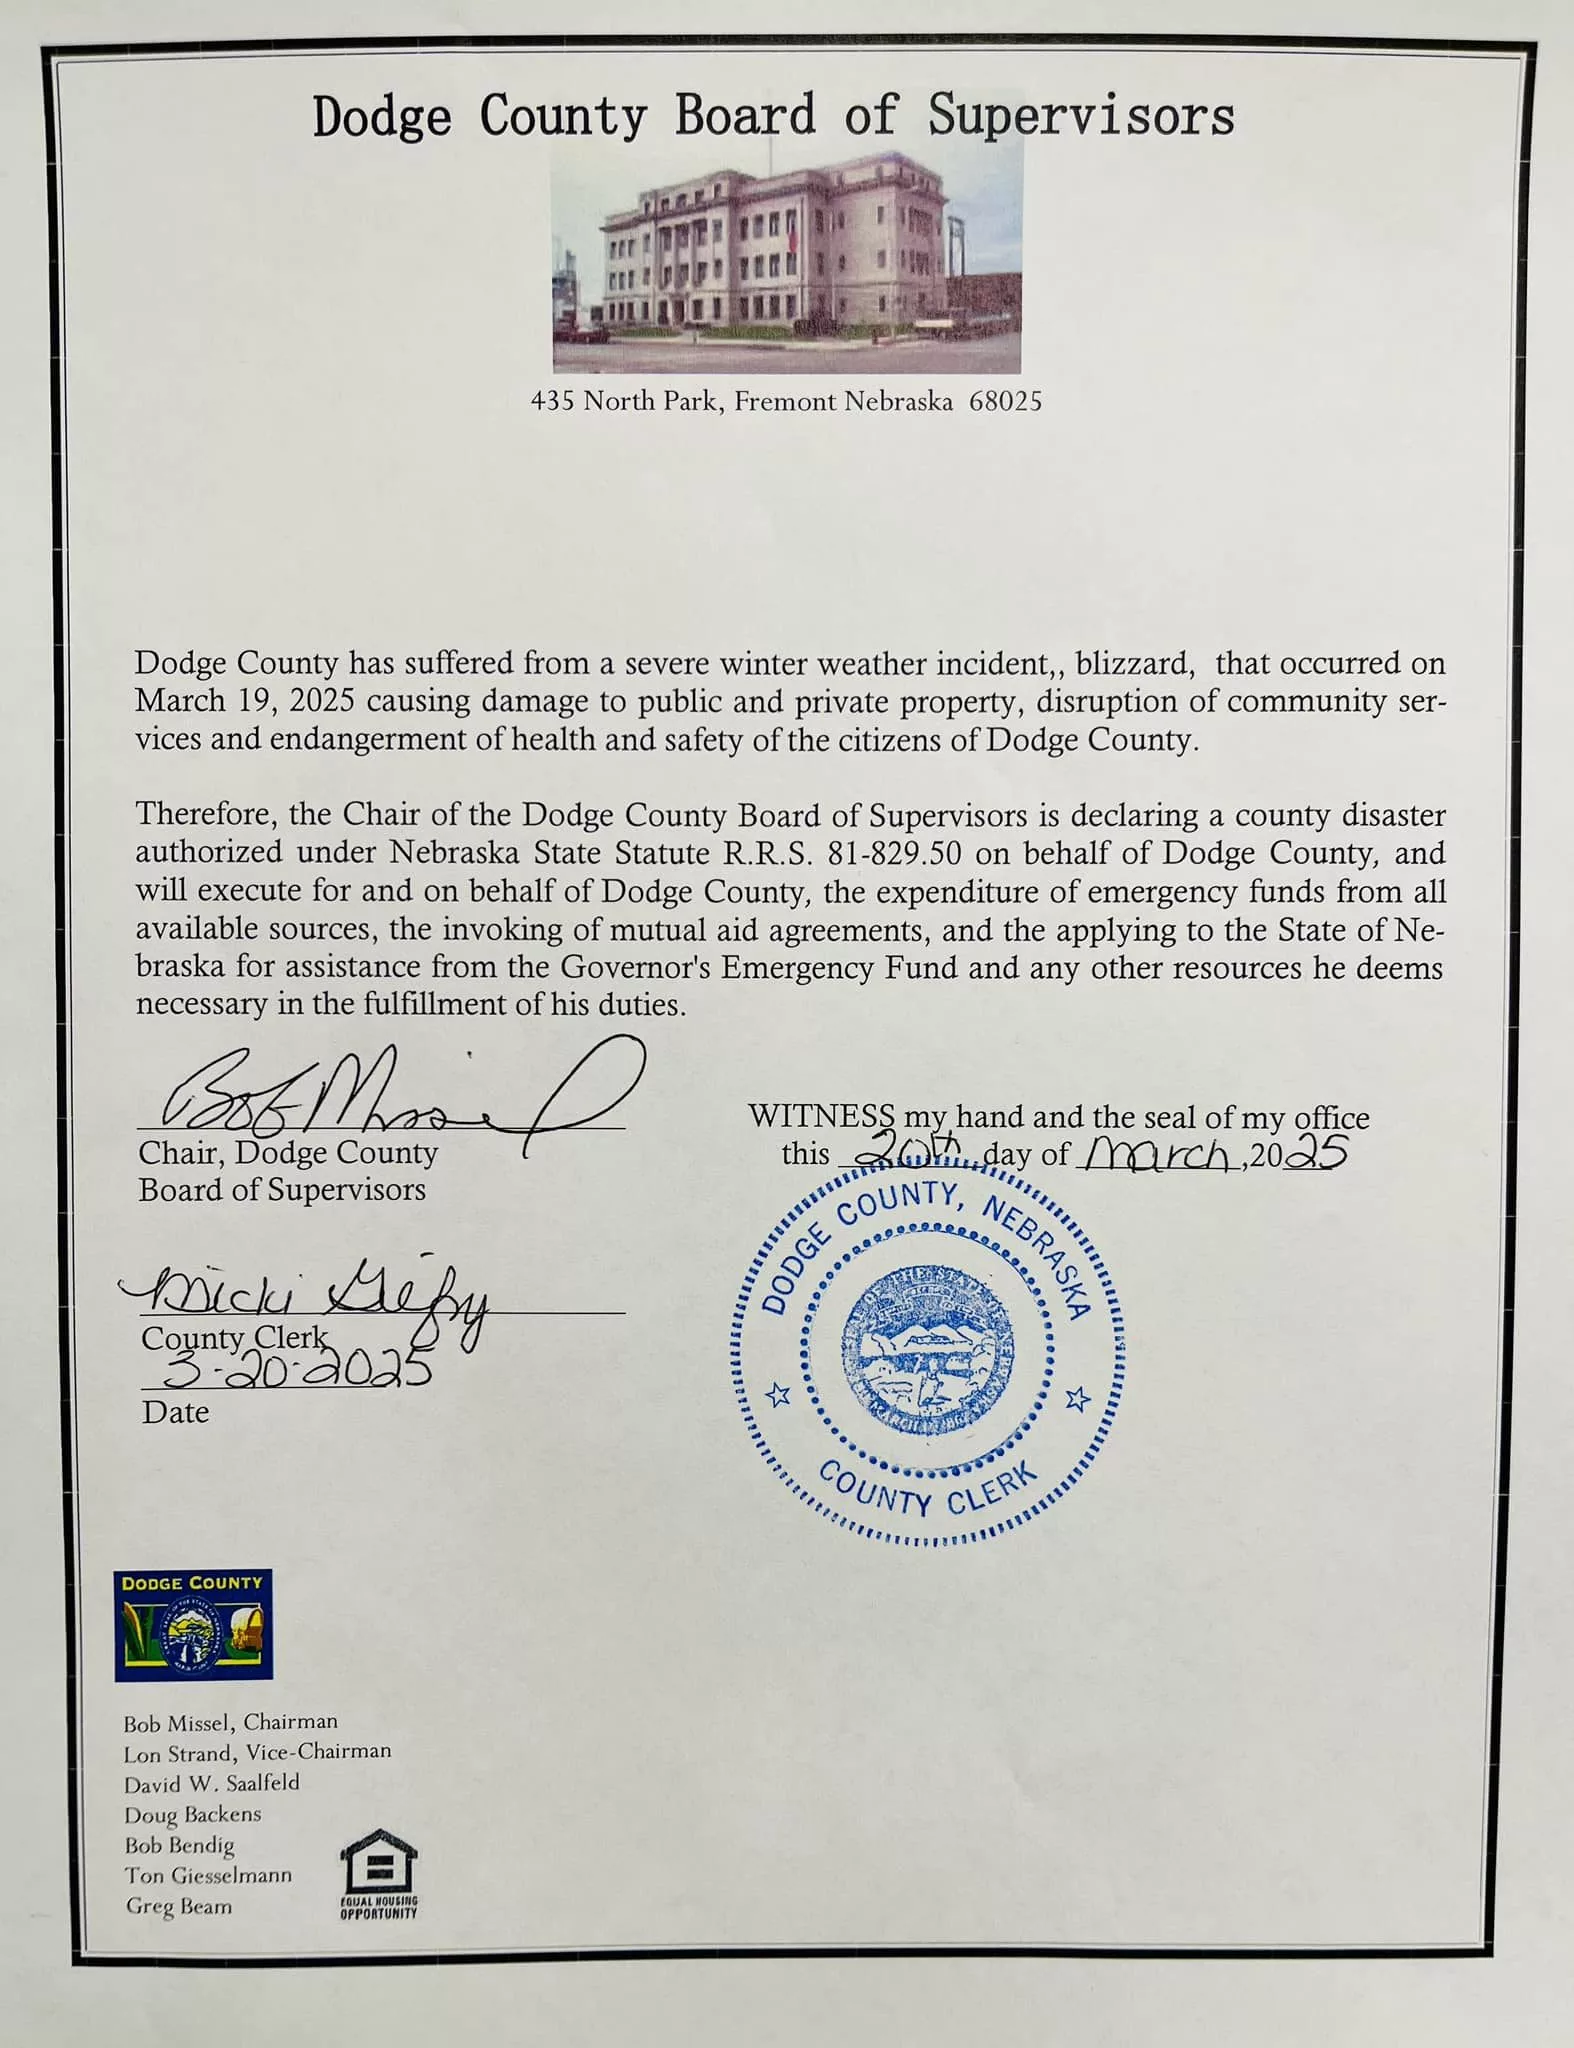 Dodge County Board of Supervisors
435 North Park, Fremont Nebraska 68025
Dodge County has suffered from a severe winter weather incident,, blizzard, that occurred on
March 19, 2025 causing damage to public and private property, disruption of community ser-
vices and endangerment of health and safety of the citizens of Dodge County.
Therefore, the Chair of the Dodge County Board of Supervisors is declaring a county disaster
authorized under Nebraska State Statute R.R.S. 81-829.50 on behalf of Dodge County, and
will execute for and on behalf of Dodge County, the expenditure of emergency funds from all
available sources, the invoking of mutual aid agreements, and the applying to the State of Ne-
braska for assistance from the Governor's Emergency Fund and any other resources he deems
necessary in the fulfillment of his duties.
Bob Missel
Chair, Dodge County
Board of Supervisors
WITNESS my hand and the seal of my office
this 20th day of March, 2025
Micki
County Clerk
3-20-2025
Date
DODGE COUNTY, NEBRASKA
COUNTY CLERK
DODGE COUNTY
Bob Missel, Chairman
Lon Strand, Vice-Chairman
David W. Saalfeld
Doug Backens
Bob Bendig
Ton Giesselmann
Greg Beam
EQUAL HOUSING
OPPORTUNITY